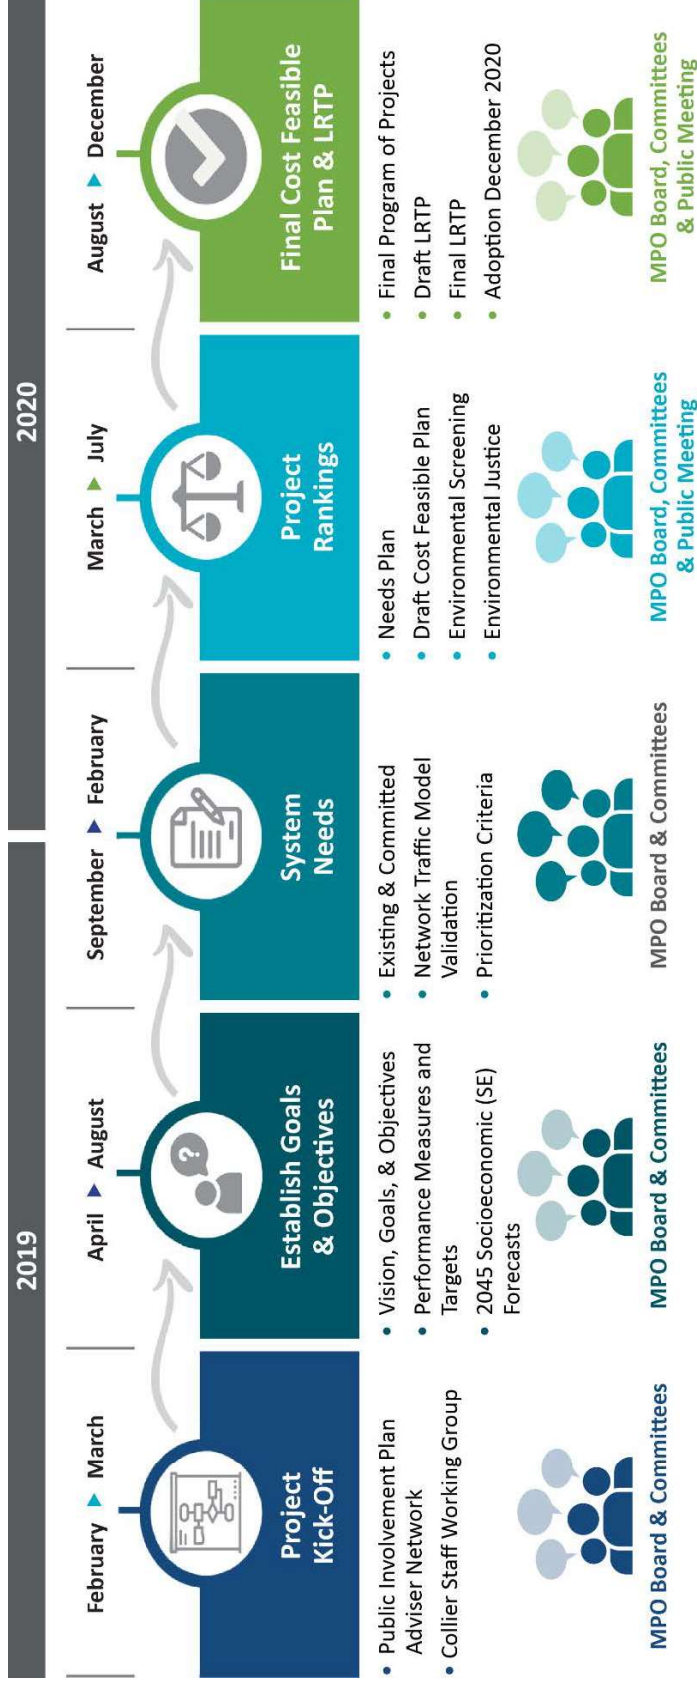 2019
2020
February ▶ March
Project
Kick-Off
• Public Involvement Plan
Adviser Network
• Collier Staff Working Group
MPO Board & Committees
April ▶ August
?
Establish Goals
& Objectives
• Vision, Goals, & Objectives
• Performance Measures and
Targets
• 2045 Socioeconomic (SE)
Forecasts
MPO Board & Committees
September ▶ February
System
Needs
• Existing & Committed
• Network Traffic Model
Validation
• Prioritization Criteria
MPO Board & Committees
March ▶ July
Project
Rankings
• Needs Plan
• Draft Cost Feasible Plan
• Environmental Screening
• Environmental Justice
MPO Board, Committees
& Public Meeting
August ▶ December
Final Cost Feasible
Plan & LRTP
• Final Program of Projects
• Draft LRTP
• Final LRTP
• Adoption December 2020
MPO Board, Committees
& Public Meeting